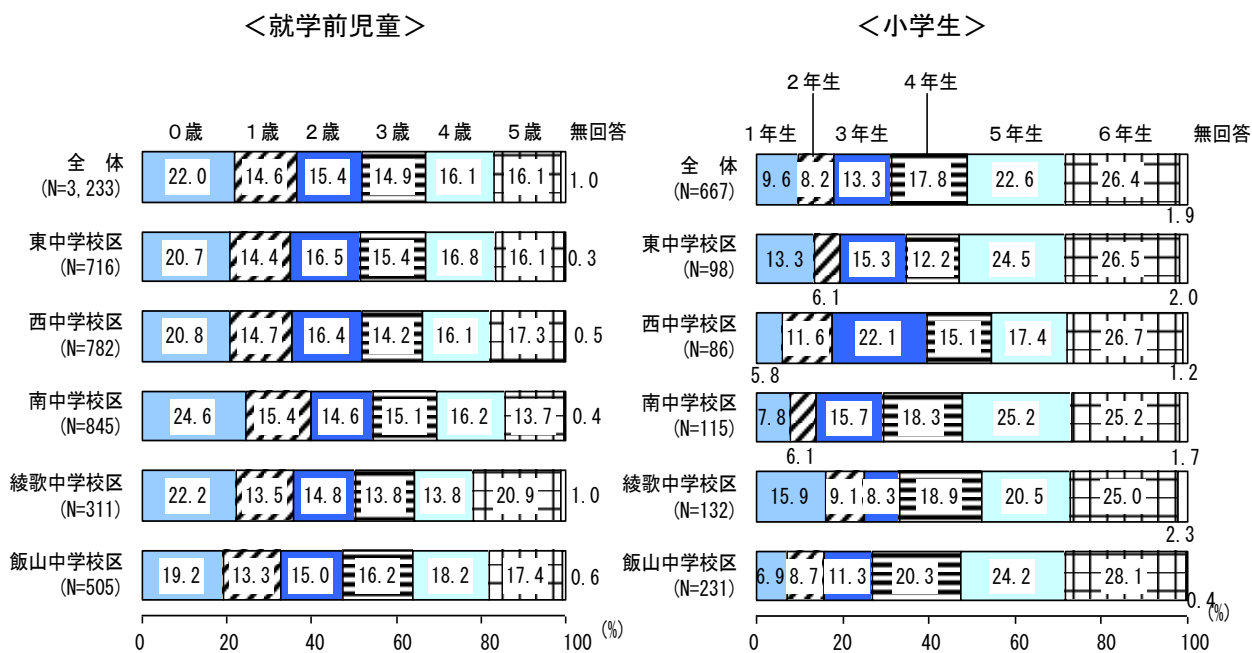 ＜就学前児童＞
０歳 １歳 ２歳 ３歳 ４歳 ５歳 無回答
全　体
(N=3,233)
22.0 14.6 15.4 14.9 16.1 16.1 1.0
東中学校区
(N=716)
20.7 14.4 16.5 15.4 16.8 16.1 0.3
西中学校区
(N=782)
20.8 14.7 16.4 14.2 16.1 17.3 0.5
南中学校区
(N=845)
24.6 15.4 14.6 15.1 16.2 13.7 0.4
綾歌中学校区
(N=311)
22.2 13.5 14.8 13.8 13.8 20.9 1.0
飯山中学校区
(N=505)
19.2 13.3 15.0 16.2 18.2 17.4 0.6
0 20 40 60 80 100 (%)
＜小学生＞
２年生 ４年生
１年生 ３年生 ５年生 ６年生 無回答
全　体
(N=667)
9.6 8.2 13.3 17.8 22.6 26.4
1.9
東中学校区
(N=98)
13.3 15.3 12.2 24.5 26.5
6.1 2.0
西中学校区
(N=86)
11.6 22.1 15.1 17.4 26.7
5.8 1.2
南中学校区
(N=115)
7.8 15.7 18.3 25.2 25.2
6.1 1.7
綾歌中学校区
(N=132)
15.9 9.1 8.3 18.9 20.5 25.0
2.3
飯山中学校区
(N=231)
6.9 8.7 11.3 20.3 24.2 28.1
0.4
0 20 40 60 80 100 (%)